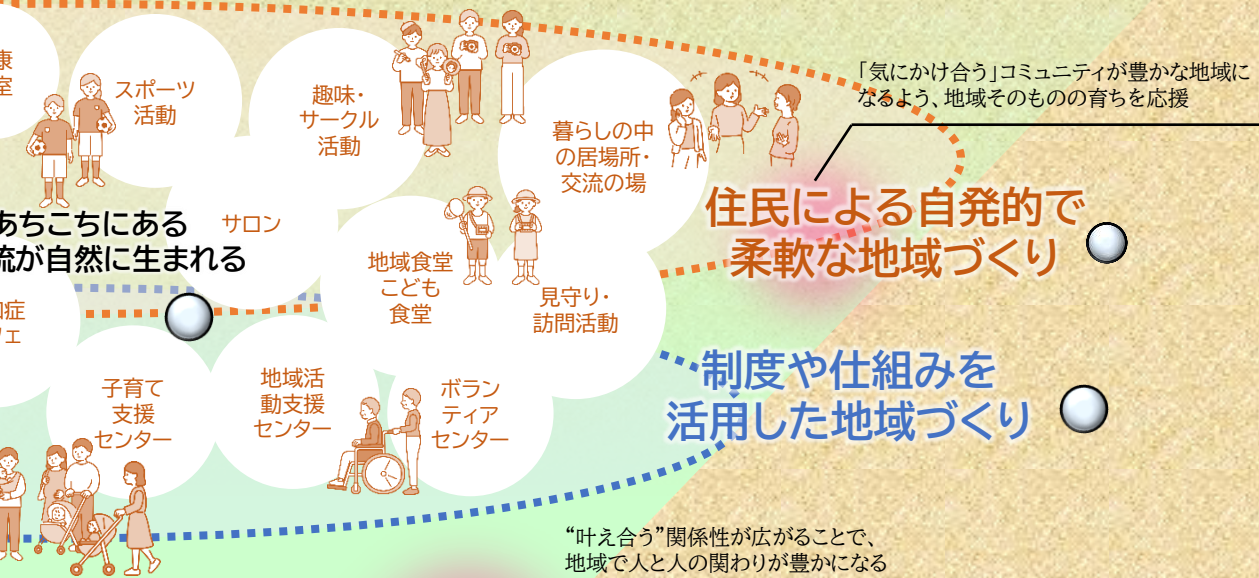 康
室
スポーツ
活動
趣味・
サークル
活動
暮らしの中
の居場所・
交流の場
「気にかけ合う」コミュニティが豊かな地域に
なるよう、地域そのものの育ちを応援
住民による自発的で
柔軟な地域づくり
あちこちにある
流が自然に生まれる
サロン
地域食堂
こども
食堂
見守り・
訪問活動
知症
フェ
子育て
支援
センター
地域活
動支援
センター
ボラン
ティア
センター
制度や仕組みを
活用した地域づくり
“叶え合う”関係性が広がることで、
地域で人と人の関わりが豊かになる